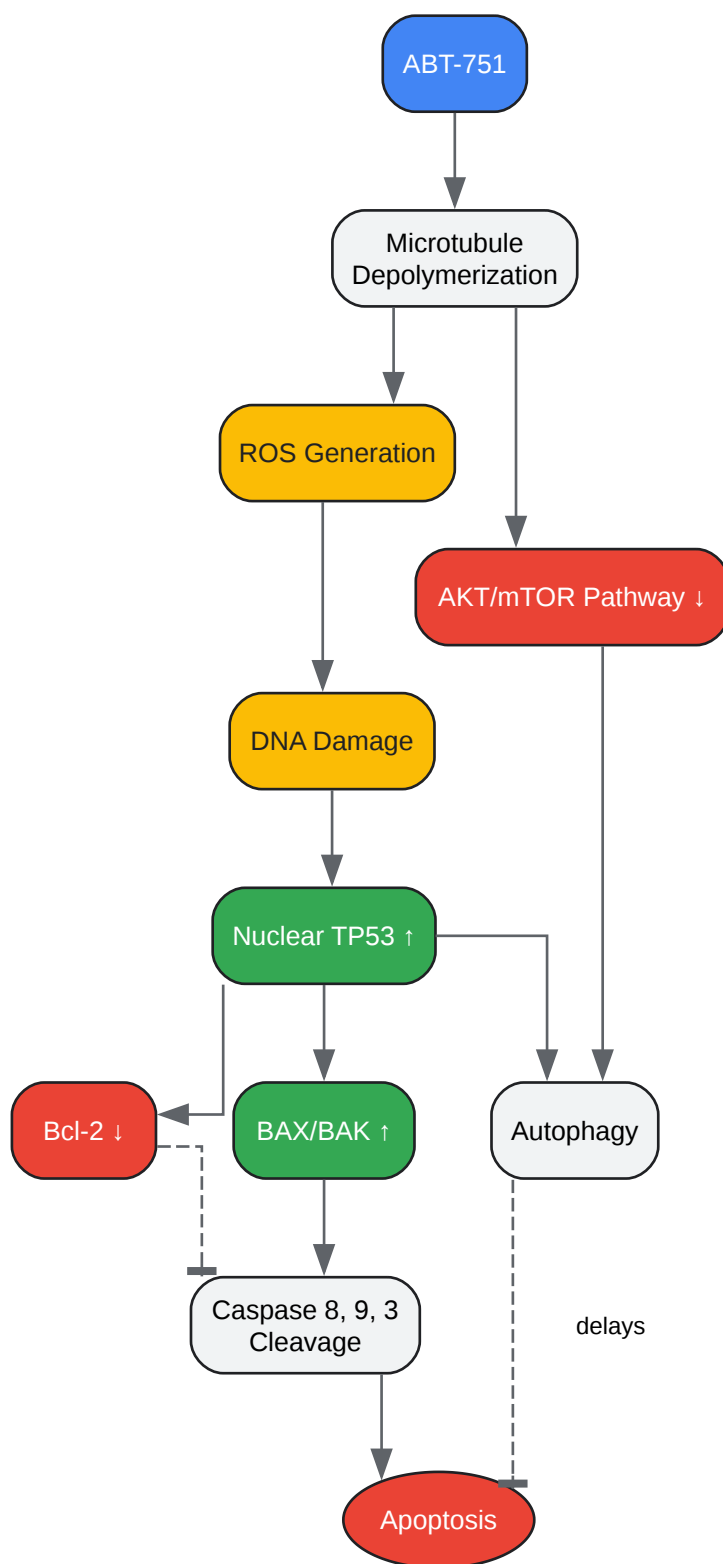 ABT-751
Microtubule
Depolymerization
ROS Generation
AKT/mTOR Pathway ↓
DNA Damage
Nuclear TP53 ↑
Bcl-2 ↓
BAX/BAK ↑
Autophagy
Caspase 8, 9, 3
Cleavage
delays
Apoptosis